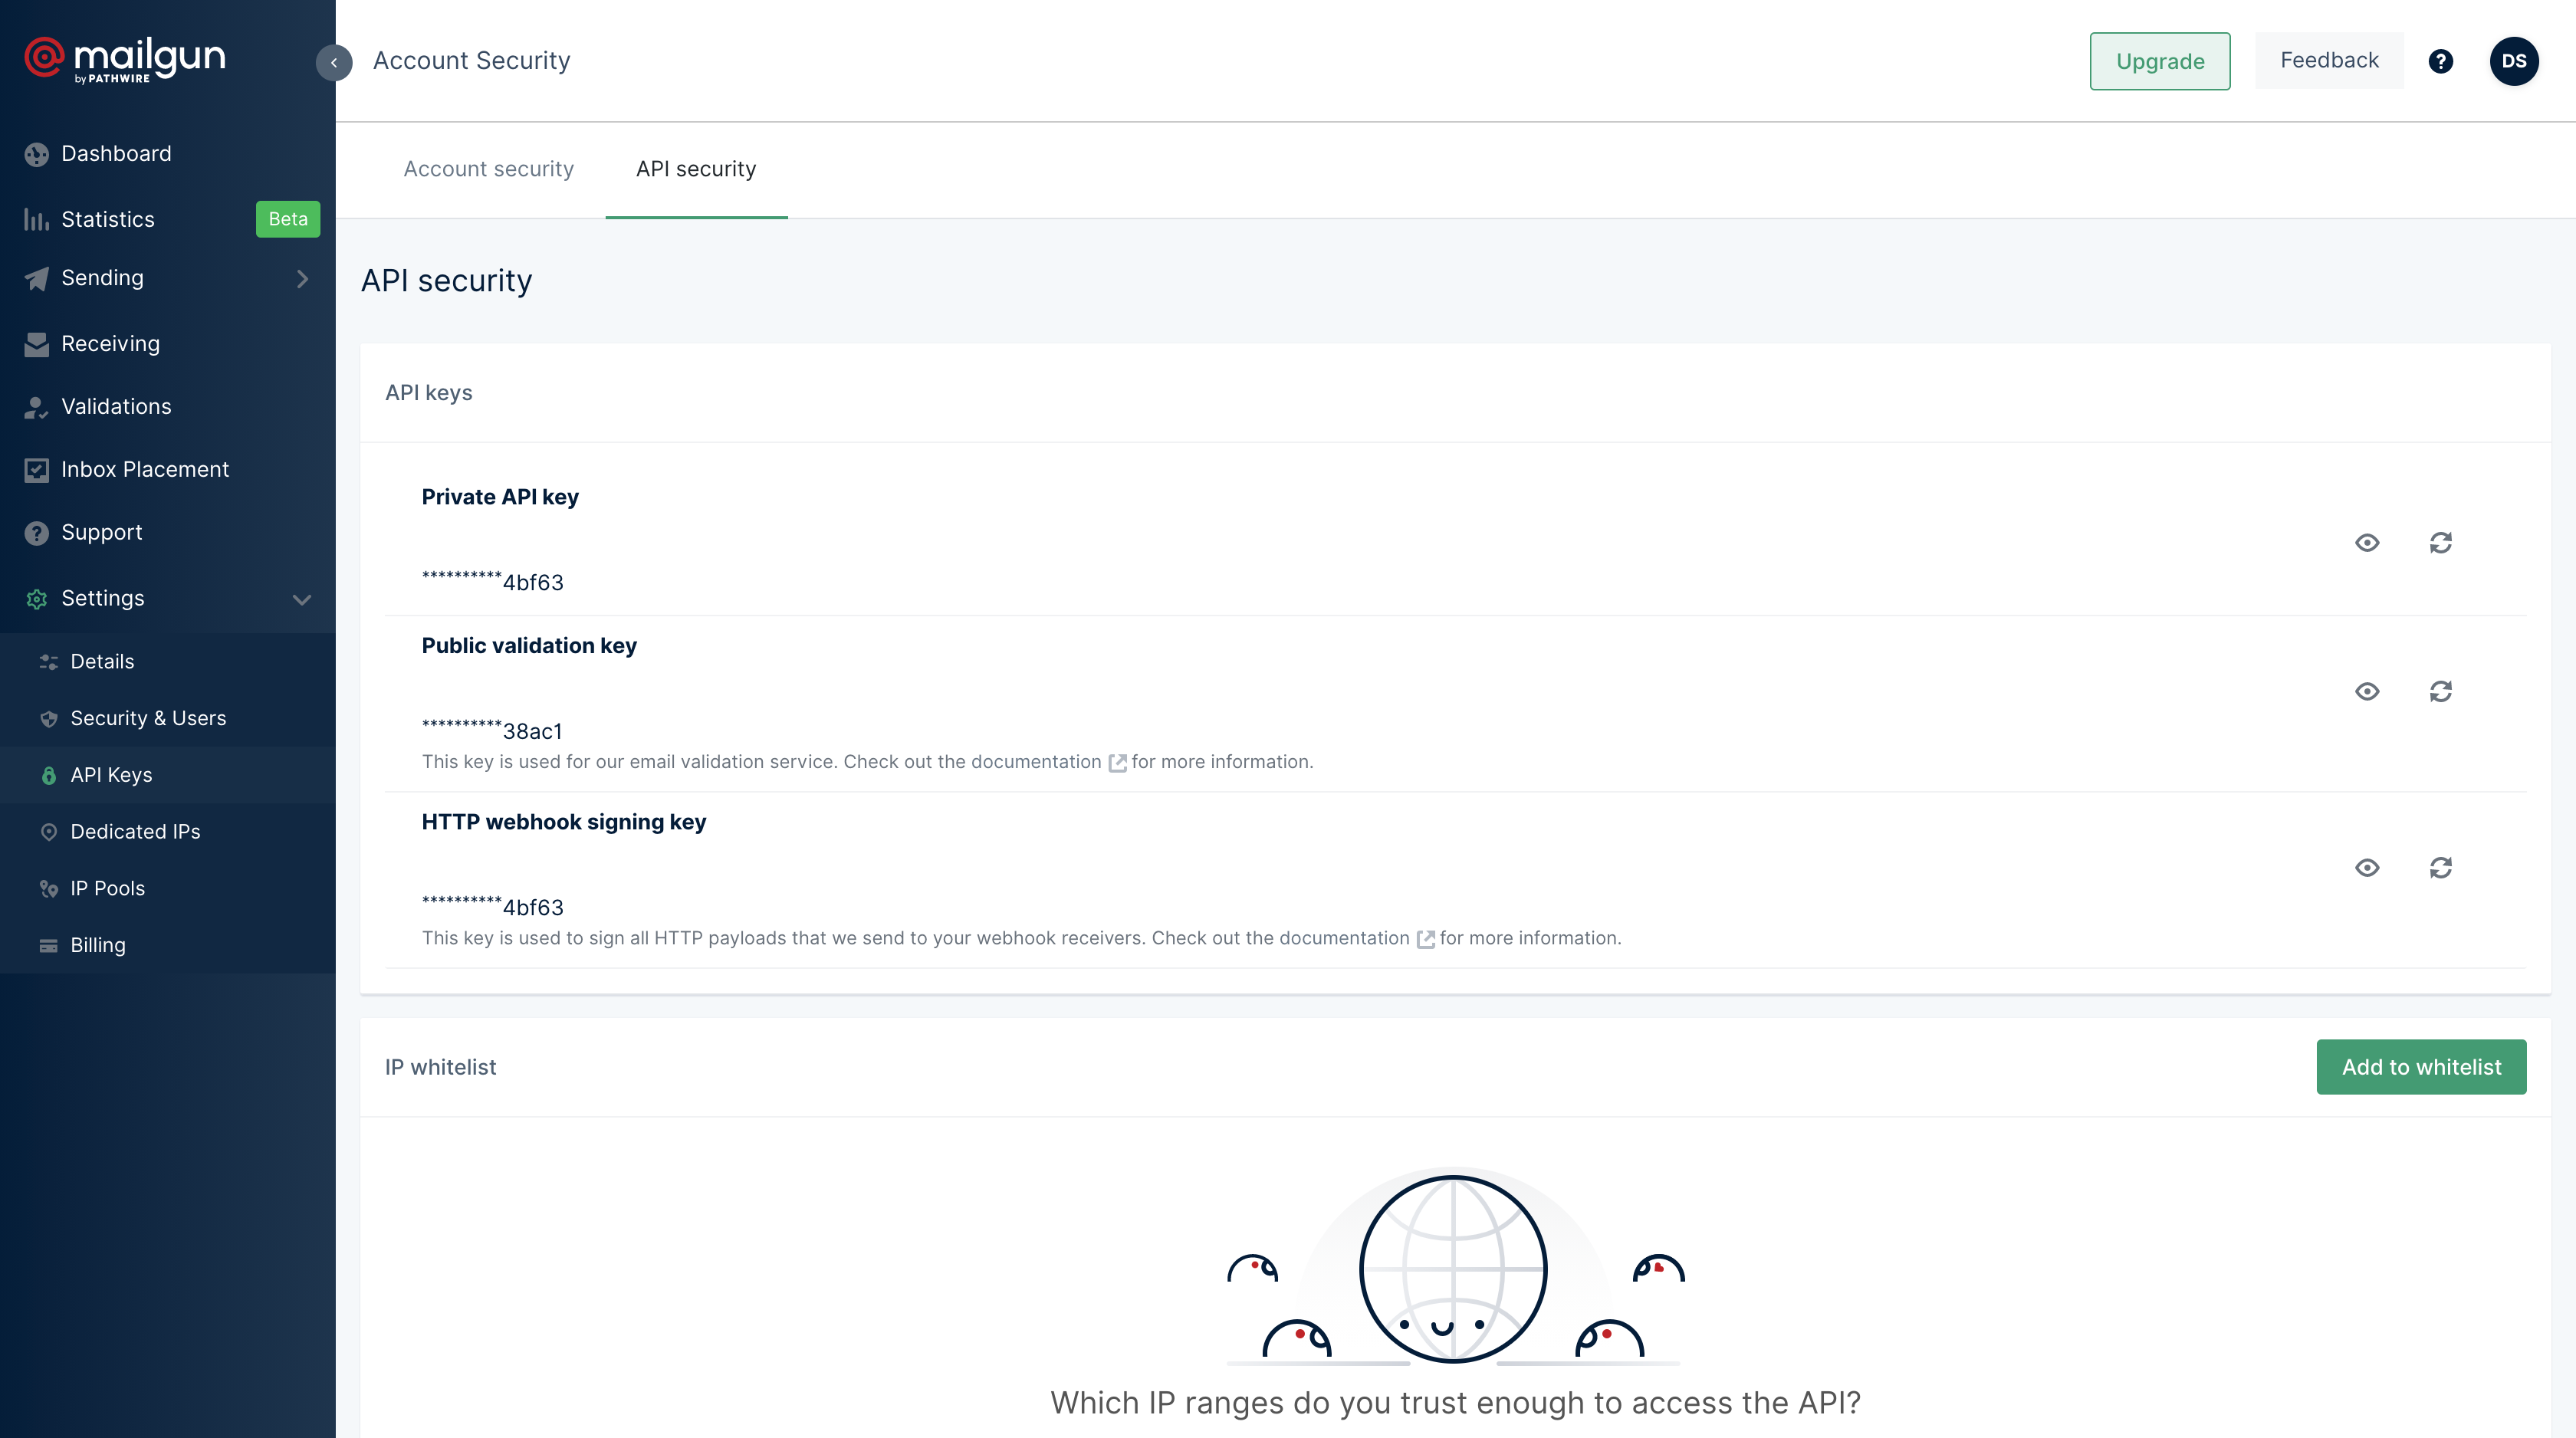 mailgun
by PATHWIRE
Dashboard
Statistics
Beta
Sending
Receiving
Validations
Inbox Placement
Support
Settings
Details
Security & Users
API Keys
Dedicated IPs
IP Pools
Billing
Account Security
Upgrade
Feedback
?
DS
Account security
API security
API security
API keys
Private API key
**********4bf63
Public validation key
**********38ac1
This key is used for our email validation service. Check out the documentation for more information.
HTTP webhook signing key
**********4bf63
This key is used to sign all HTTP payloads that we send to your webhook receivers. Check out the documentation for more information.
IP whitelist
Add to whitelist
Which IP ranges do you trust enough to access the API?